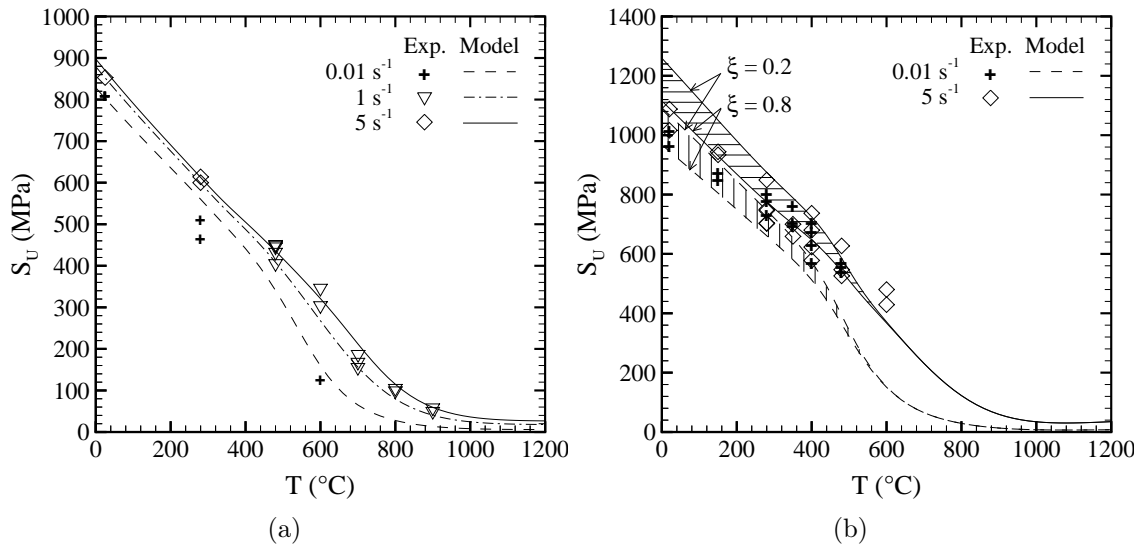 1000
900
800
700
600
500
400
300
200
100
0
S_U (MPa)
Exp. Model
0.01 s⁻¹
1 s⁻¹
5 s⁻¹
0 200 400 600 800 1000 1200
T (°C)
(a)
1400
1200
1000
800
600
400
200
0
S_U (MPa)
Exp. Model
0.01 s⁻¹
5 s⁻¹
ξ = 0.2
ξ = 0.8
0 200 400 600 800 1000 1200
T (°C)
(b)